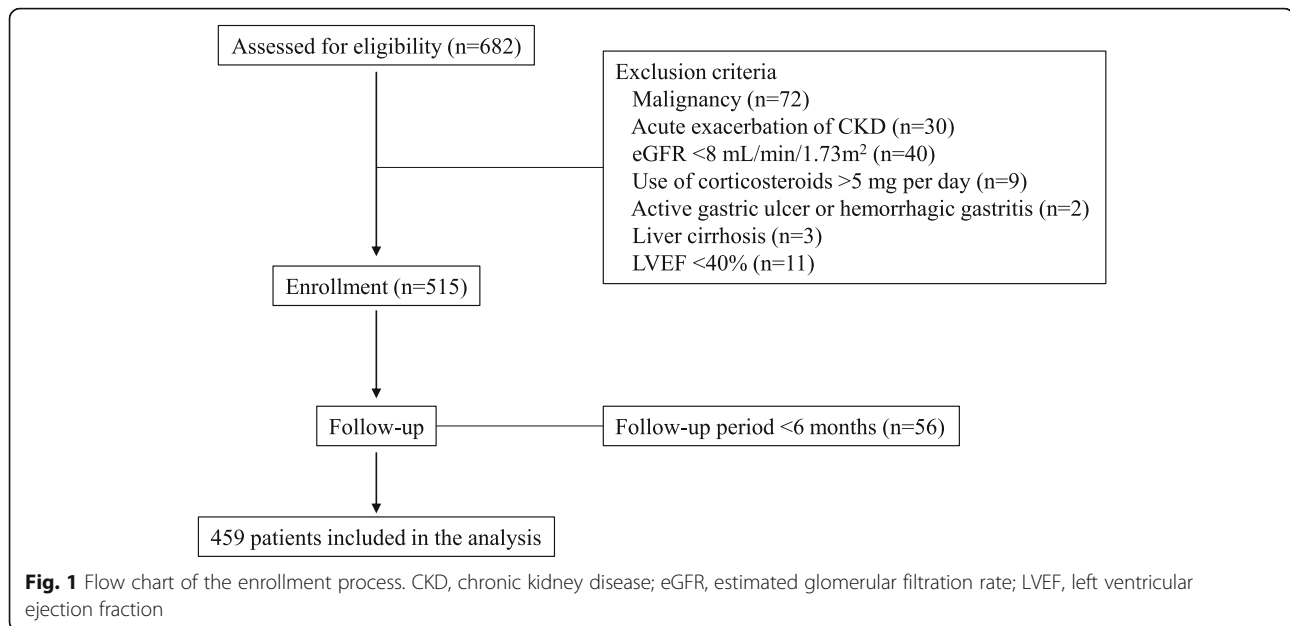 Assessed for eligibility (n=682)
Exclusion criteria
Malignancy (n=72)
Acute exacerbation of CKD (n=30)
eGFR <8 mL/min/1.73m² (n=40)
Use of corticosteroids >5 mg per day (n=9)
Active gastric ulcer or hemorrhagic gastritis (n=2)
Liver cirrhosis (n=3)
LVEF <40% (n=11)
Enrollment (n=515)
Follow-up
Follow-up period <6 months (n=56)
459 patients included in the analysis
Fig. 1 Flow chart of the enrollment process. CKD, chronic kidney disease; eGFR, estimated glomerular filtration rate; LVEF, left ventricular
ejection fraction